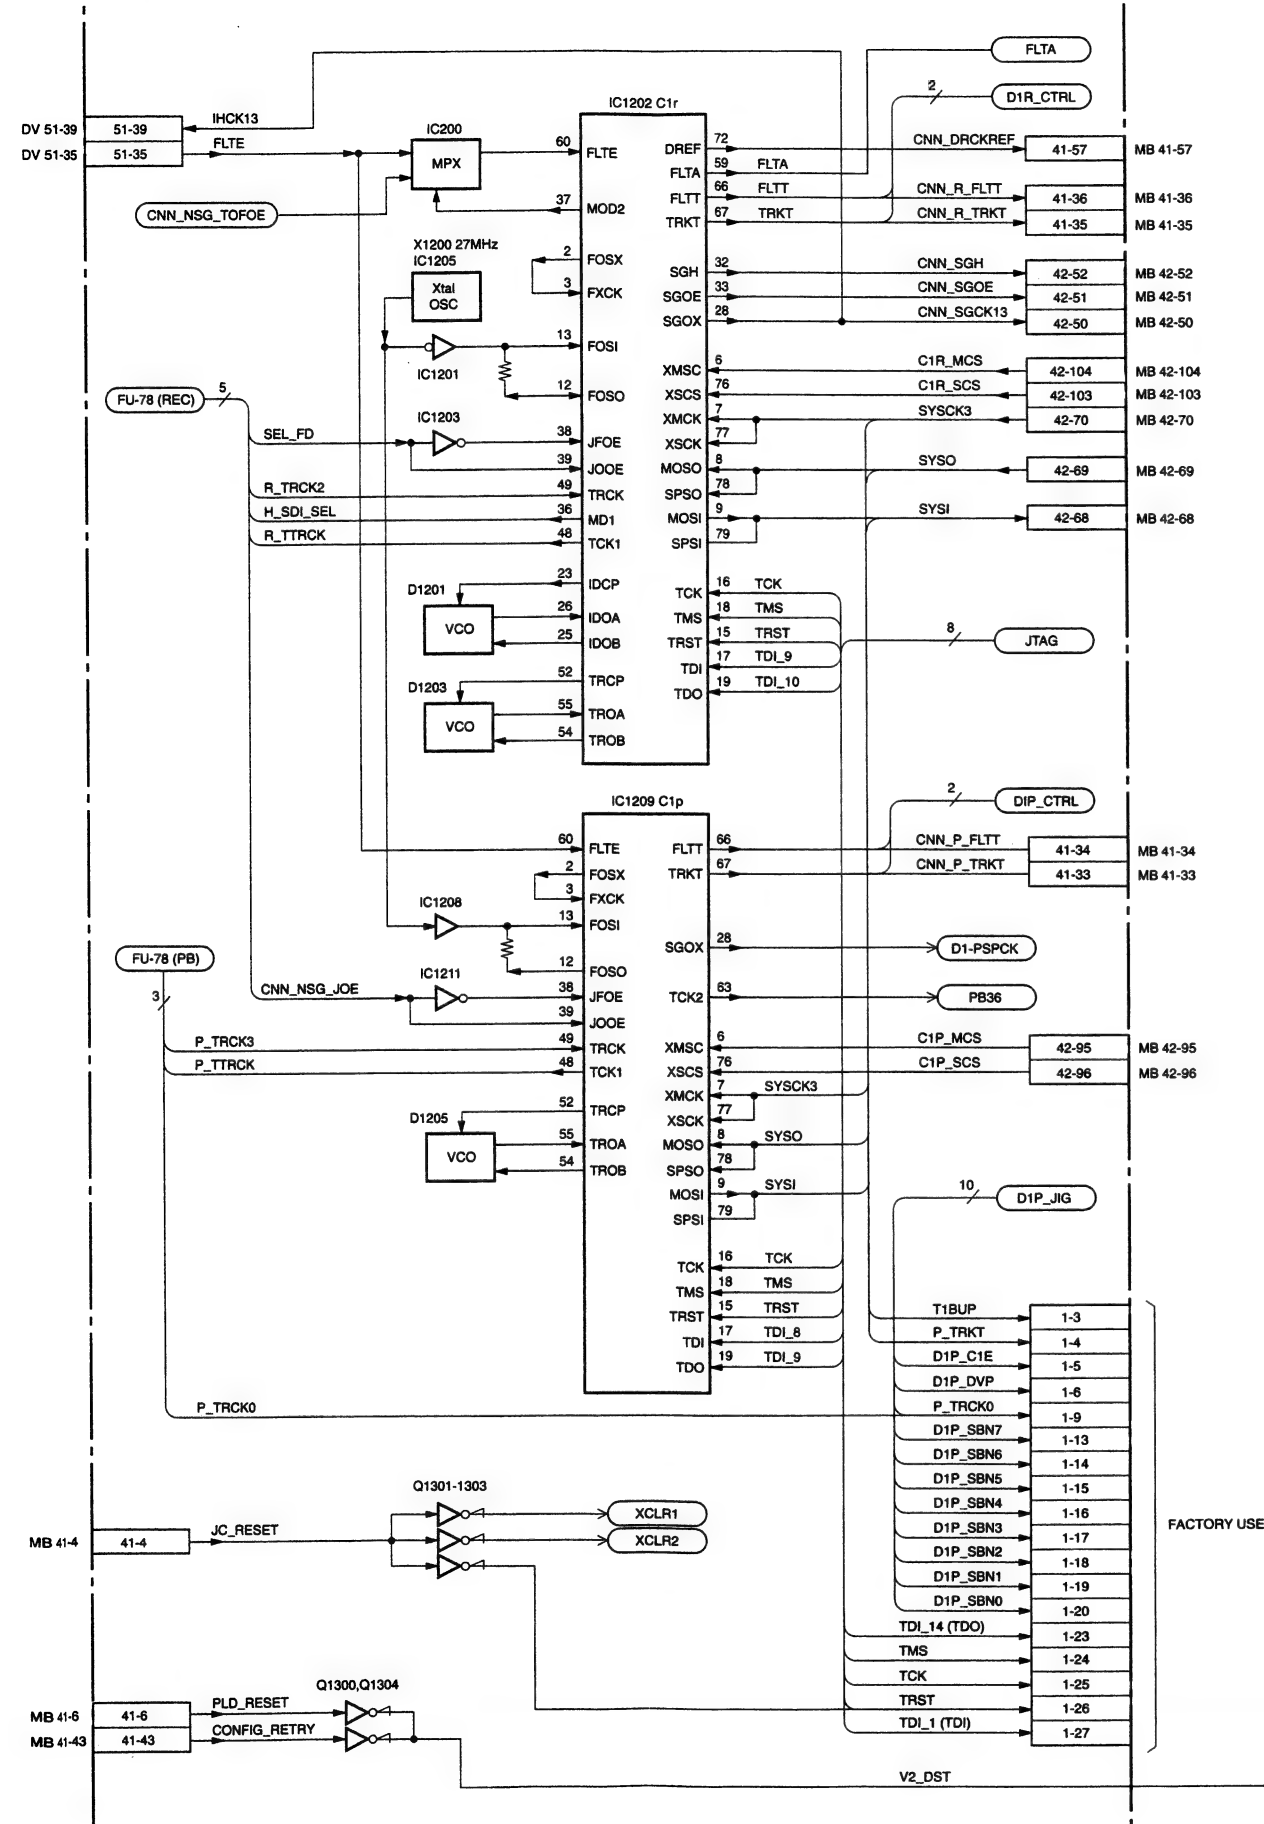 FLTA
2
D1R_CTRL
DV 51-39
51-39
IHCK13
DV 51-35
51-35
FLTE
CNN_NSG_TOFOE
IC200
MPX
X1200 27MHz
IC1205
Xtal
OSC
IC1201
FU-78 (REC)
5
IC1203
SEL_FD
R_TRCK2
H_SDI_SEL
R_TTRCK
D1201
VCO
D1203
VCO
IC1202 C1r
60 FLTE
37 MOD2
2 FOSX
3 FXCK
13 FOSI
12 FOSO
38 JFOE
39 JOOE
49 TRCK
36 MD1
48 TCK1
23 IDCP
26 IDOA
25 IDOB
52 TRCP
55 TROA
54 TROB
DREF 72 CNN_DRCKREF 41-57 MB 41-57
FLTA 59 FLTA
FLTT 66 FLTT CNN_R_FLTT 41-36 MB 41-36
TRKT 67 TRKT CNN_R_TRKT 41-35 MB 41-35
SGH 32 CNN_SGH 42-52 MB 42-52
SGOE 33 CNN_SGOE 42-51 MB 42-51
SGOX 28 CNN_SGCK13 42-50 MB 42-50
XMSC 6 C1R_MCS 42-104 MB 42-104
XSCS 76 C1R_SCS 42-103 MB 42-103
XMCK 7 SYSCK3 42-70 MB 42-70
XSCK 77
MOSO 8 SYSO 42-69 MB 42-69
SPSO 78
MOSI 9 SYSI 42-68 MB 42-68
SPSI 79
TCK 16 TCK
TMS 18 TMS
TRST 15 TRST
TDI 17 TDI_9
TDO 19 TDI_10
8
JTAG
2
DIP_CTRL
IC1209 C1p
60 FLTE
2 FOSX
3 FXCK
IC1208
13 FOSI
12 FOSO
FU-78 (PB)
3
IC1211
CNN_NSG_JOE
38 JFOE
39 JOOE
P_TRCK3
49 TRCK
P_TTRCK
48 TCK1
D1205
VCO
52 TRCP
55 TROA
54 TROB
FLTT 66 CNN_P_FLTT 41-34 MB 41-34
TRKT 67 CNN_P_TRKT 41-33 MB 41-33
SGOX 28 D1-PSPCK
TCK2 63 PB36
XMSC 6 C1P_MCS 42-95 MB 42-95
XSCS 76 C1P_SCS 42-96 MB 42-96
XMCK 7 SYSCK3
XSCK 77
MOSO 8 SYSO
SPSO 78
MOSI 9 SYSI
SPSI 79
10
D1P_JIG
TCK 16 TCK
TMS 18 TMS
TRST 15 TRST
TDI 17 TDI_8
TDO 19 TDI_9
T1BUP 1-3
P_TRKT 1-4
D1P_C1E 1-5
D1P_DVP 1-6
P_TRCK0
P_TRCK0 1-9
D1P_SBN7 1-13
D1P_SBN6 1-14
D1P_SBN5 1-15
D1P_SBN4 1-16
D1P_SBN3 1-17
D1P_SBN2 1-18
D1P_SBN1 1-19
D1P_SBN0 1-20
TDI_14 (TDO) 1-23
TMS 1-24
TCK 1-25
TRST 1-26
TDI_1 (TDI) 1-27
FACTORY USE
Q1301-1303
XCLR1
XCLR2
MB 41-4
41-4
JC_RESET
Q1300,Q1304
MB 41-6
41-6
PLD_RESET
MB 41-43
41-43
CONFIG_RETRY
V2_DST